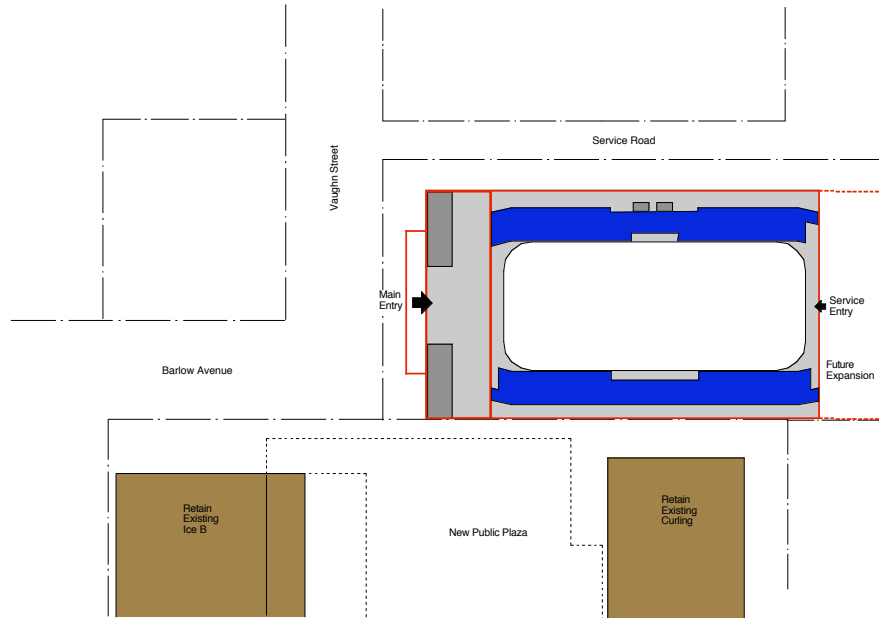 Service Road
Vaughn Street
Main
Entry
Service
Entry
Future
Expansion
Barlow Avenue
Retain
Existing
Ice B
Retain
Existing
Curling
New Public Plaza